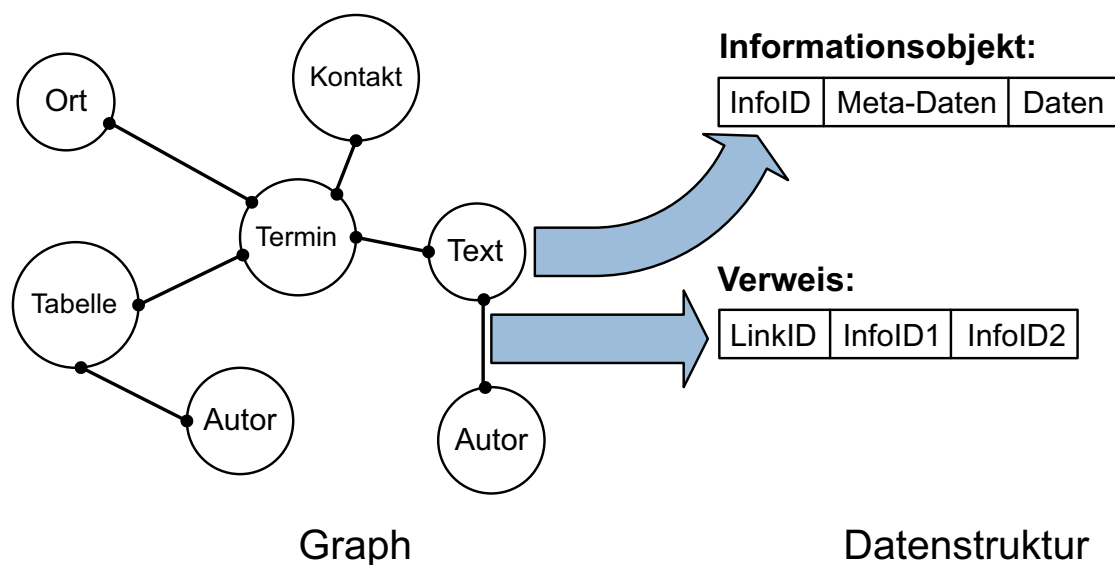 Ort
Kontakt
Termin
Text
Tabelle
Autor
Autor
Informationsobjekt:
InfoID Meta-Daten Daten
Verweis:
LinkID InfoID1 InfoID2
Graph
Datenstruktur